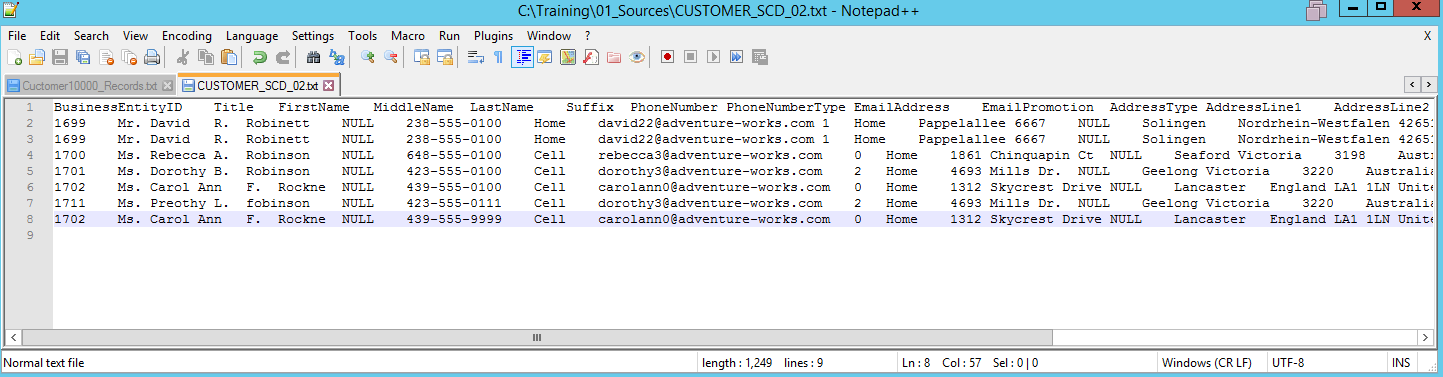 C:\Training\01_Sources\CUSTOMER_SCD_02.txt - Notepad++
File Edit Search View Encoding Language Settings Tools Macro Run Plugins Window ? X
Cuctomer10000_Records.txt CUSTOMER_SCD_02.txt
1 BusinessEntityID Title FirstName MiddleName LastName Suffix PhoneNumber PhoneNumberType EmailAddress EmailPromotion AddressType AddressLine1 AddressLine2
2 1699 Mr. David R. Robinett NULL 238-555-0100 Home david22@adventure-works.com 1 Home Pappelallee 6667 NULL Solingen Nordrhein-Westfalen 42651
3 1699 Mr. David R. Robinett NULL 238-555-0100 Home david22@adventure-works.com 1 Home Pappelallee 6667 NULL Solingen Nordrhein-Westfalen 42651
4 1700 Ms. Rebecca A. Robinson NULL 648-555-0100 Cell rebecca3@adventure-works.com 0 Home 1861 Chinquapin Ct NULL Seaford Victoria 3198 Austr
5 1701 Ms. Dorothy B. Robinson NULL 423-555-0100 Cell dorothy3@adventure-works.com 2 Home 4693 Mills Dr. NULL Geelong Victoria 3220 Australia
6 1702 Ms. Carol Ann F. Rockne NULL 439-555-0100 Cell carolann0@adventure-works.com 0 Home 1312 Skycrest Drive NULL Lancaster England LA1 1LN Unite
7 1711 Ms. Preothy L. fobinson NULL 423-555-0111 Cell dorothy3@adventure-works.com 2 Home 4693 Mills Dr. NULL Geelong Victoria 3220 Australia
8 1702 Ms. Carol Ann F. Rockne NULL 439-555-9999 Cell carolann0@adventure-works.com 0 Home 1312 Skycrest Drive NULL Lancaster England LA1 1LN Unite
9
Normal text file length : 1,249 lines : 9 Ln : 8 Col : 57 Sel : 0 | 0 Windows (CR LF) UTF-8 INS